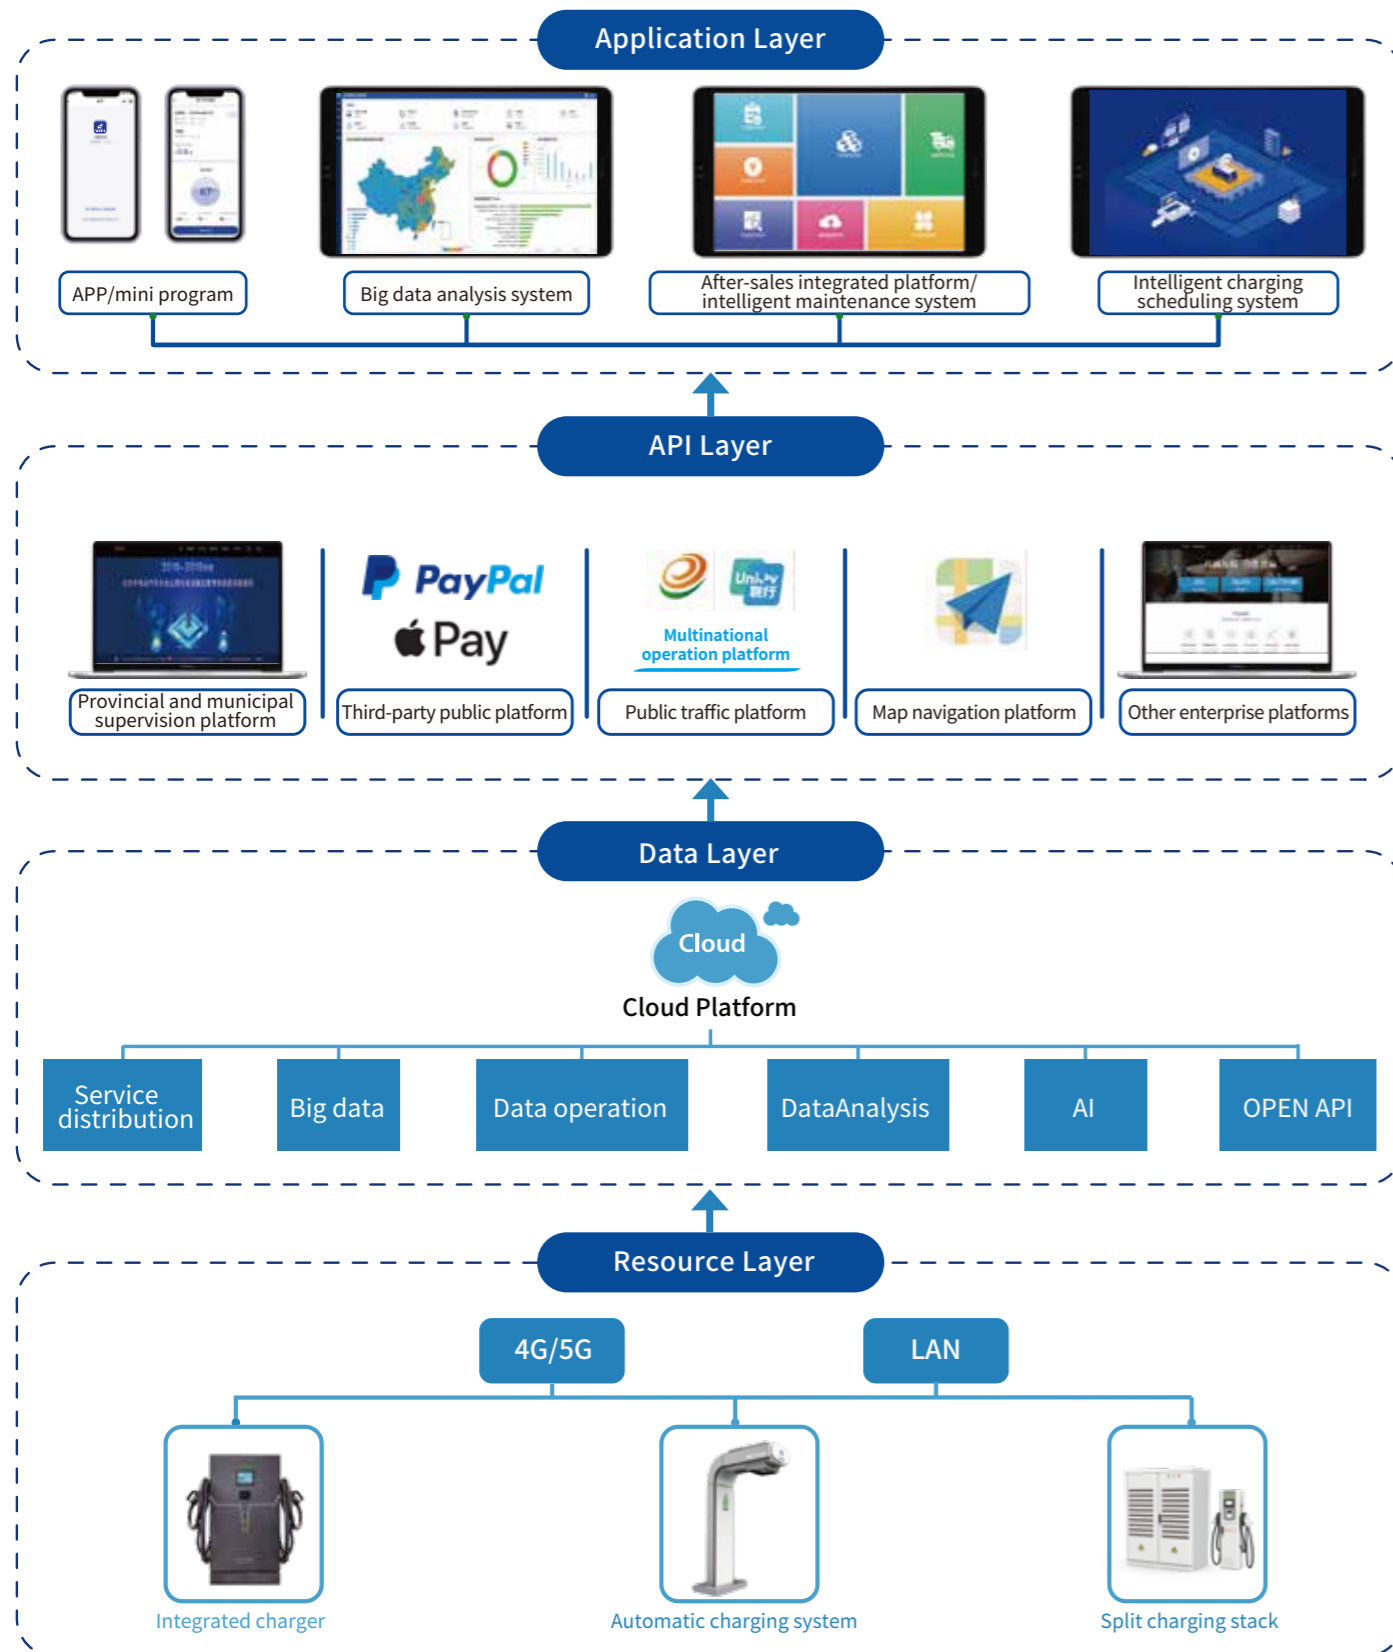 Application Layer
APP/mini program
Big data analysis system
After-sales integrated platform/
intelligent maintenance system
Intelligent charging
scheduling system
API Layer
PayPal
Pay
Multinational
operation platform
Provincial and municipal
supervision platform
Third-party public platform
Public traffic platform
Map navigation platform
Other enterprise platforms
Data Layer
Cloud
Cloud Platform
Service
distribution
Big data
Data operation
DataAnalysis
AI
OPEN API
Resource Layer
4G/5G
LAN
Integrated charger
Automatic charging system
Split charging stack